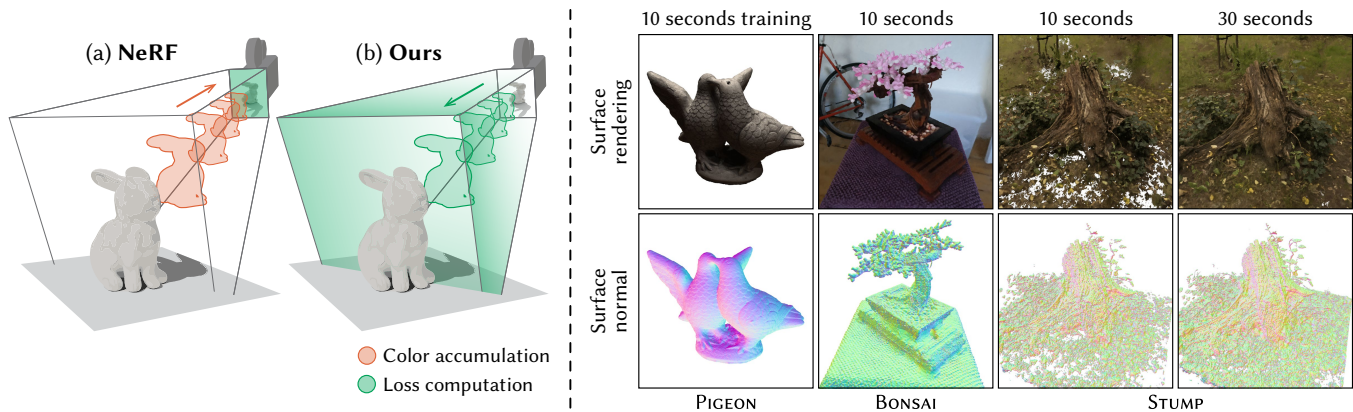 (a) NeRF
(b) Ours
Color accumulation
Loss computation
10 seconds training
10 seconds
10 seconds
30 seconds
Surface
rendering
Surface
normal
PIGEON
BONSAI
STUMP